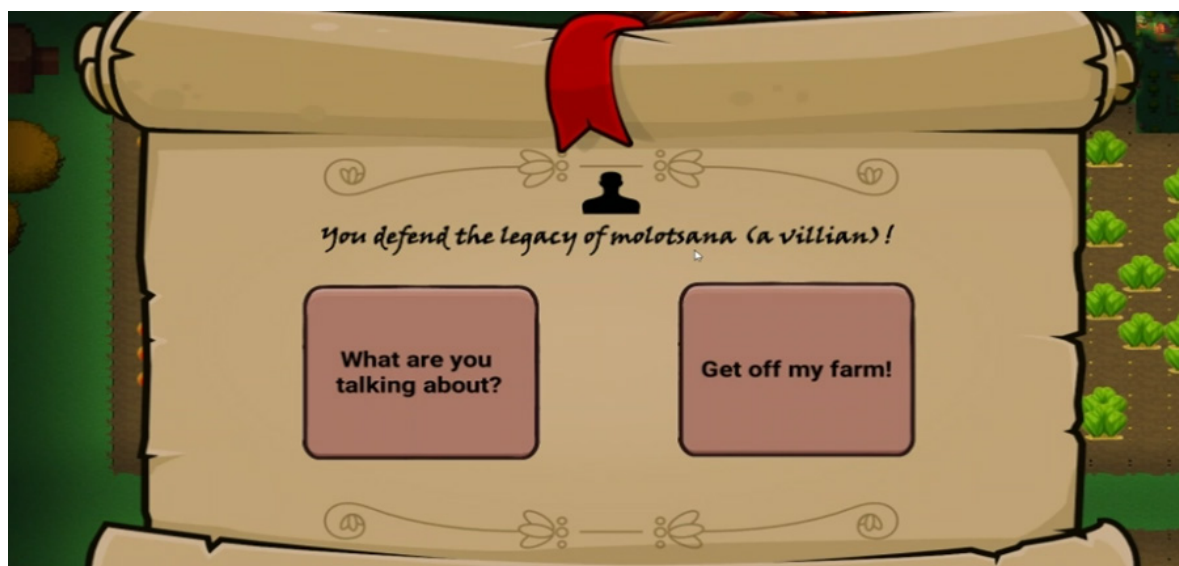 You defend the legacy of molotsana (a villian) !
What are you
talking about?
Get off my farm!